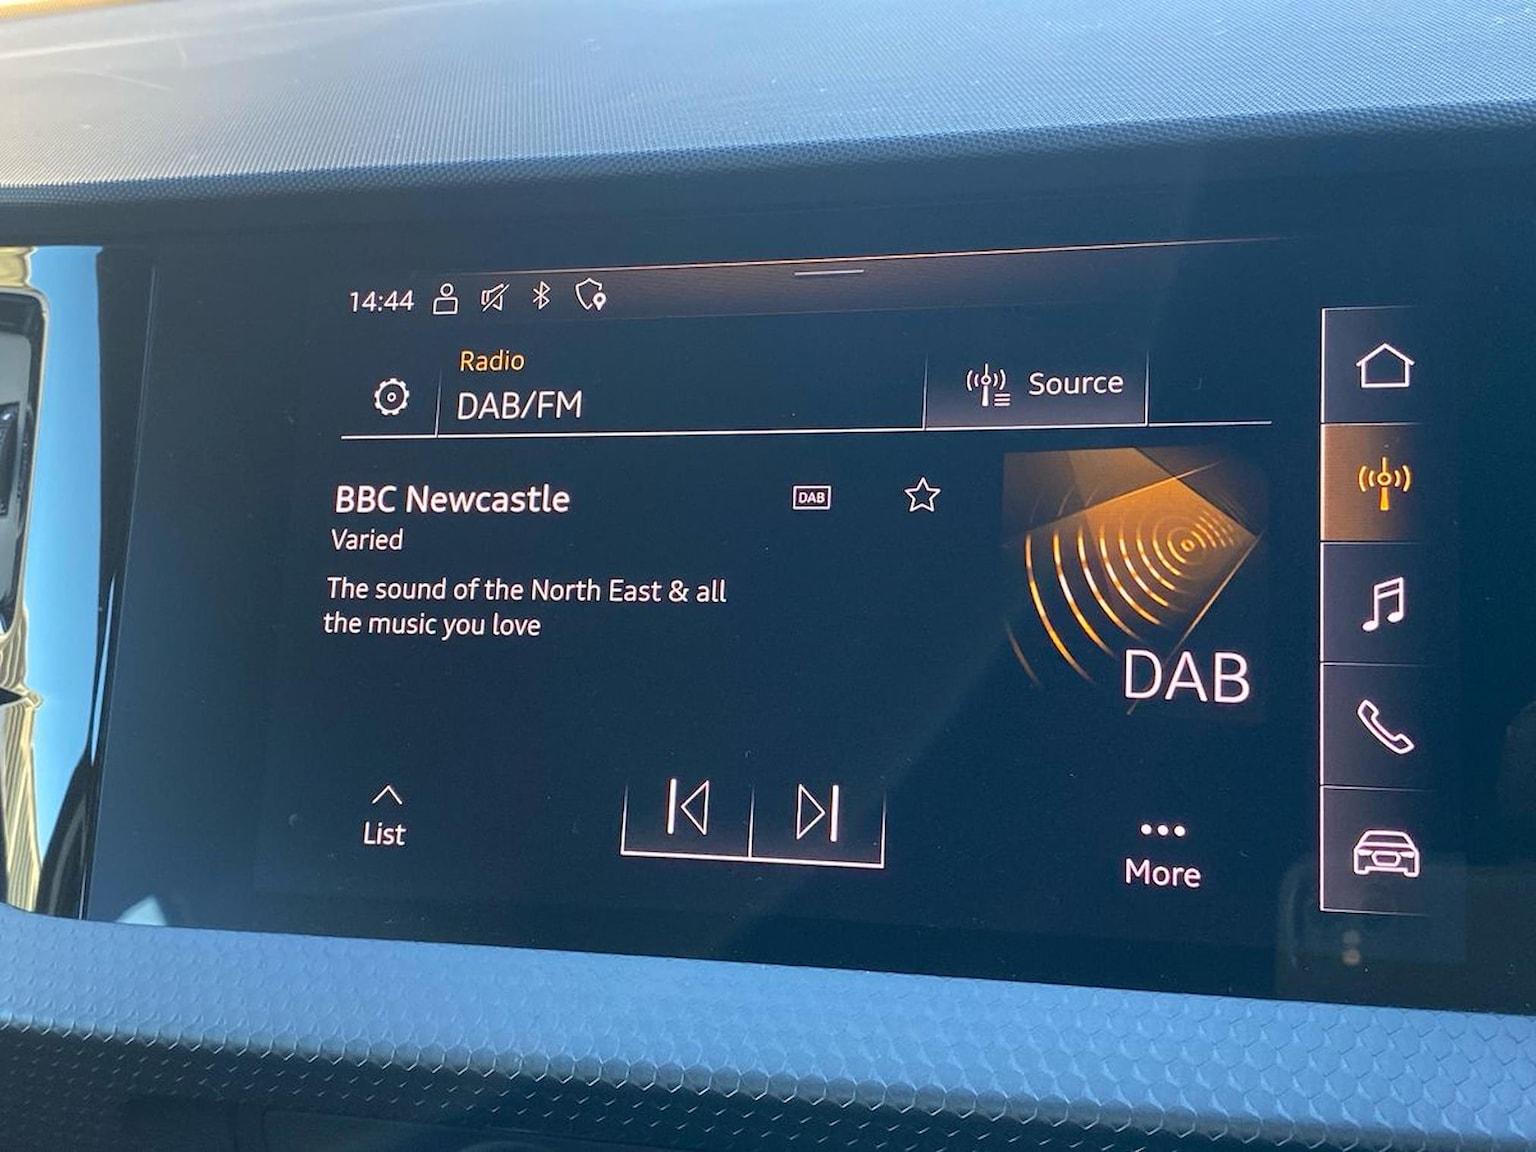 14:44
Radio
DAB/FM
Source
BBC Newcastle
DAB
Varied
The sound of the North East & all
the music you love
DAB
List
More